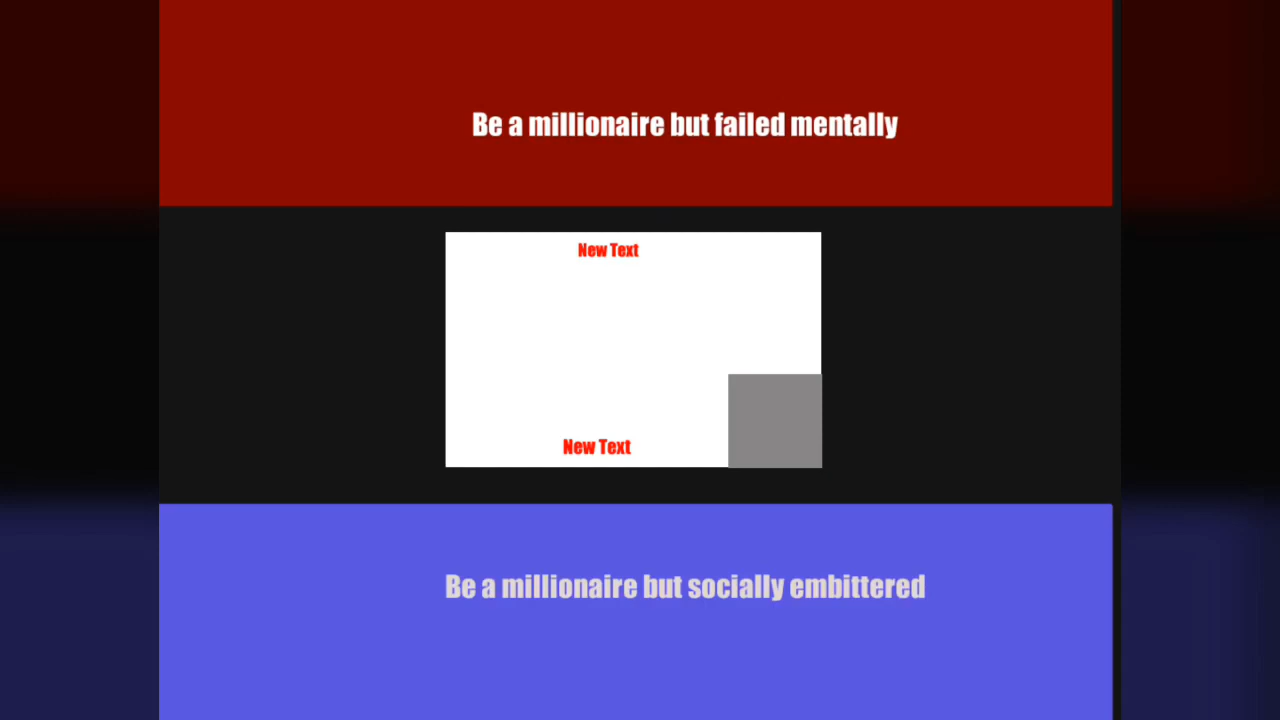 Be a millionaire but failed mentally
New Text
New Text
Be a millionaire but socially embittered